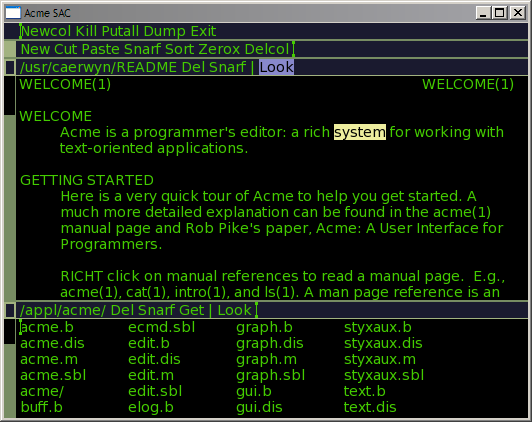 Acme SAC
Newcol Kill Putall Dump Exit
New Cut Paste Snarf Sort Zerox Delcol
/usr/caerwyn/README Del Snarf | Look
WELCOME(1) WELCOME(1)
WELCOME
Acme is a programmer's editor: a rich system for working with
text-oriented applications.
GETTING STARTED
Here is a very quick tour of Acme to help you get started. A
much more detailed explanation can be found in the acme(1)
manual page and Rob Pike's paper, Acme: A User Interface for
Programmers.
RICHT click on manual references to read a manual page. E.g.,
acme(1), cat(1), intro(1), and ls(1). A man page reference is an
/appl/acme/ Del Snarf Get | Look
acme.b ecmd.sbl graph.b styxaux.b
acme.dis edit.b graph.dis styxaux.dis
acme.m edit.dis graph.m styxaux.m
acme.sbl edit.m graph.sbl styxaux.sbl
acme/ edit.sbl gui.b text.b
buff.b elog.b gui.dis text.dis